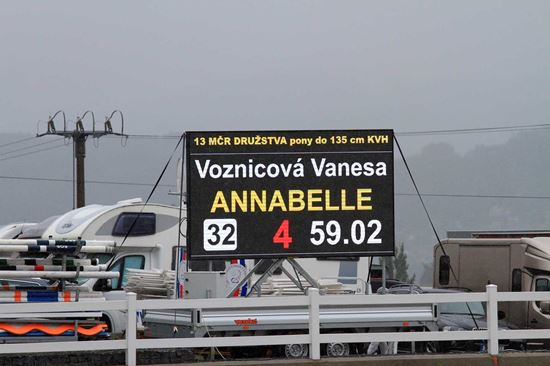 13 MČR DRUŽSTVA pony do 135 cm KVH
Voznicová Vanesa
ANNABELLE
32 4 59.02